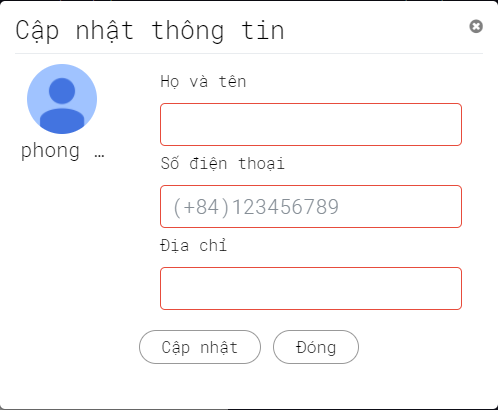 Cập nhật thông tin
phong …
Họ và tên
Số điện thoại
(+84)123456789
Địa chỉ
Cập nhật
Đóng